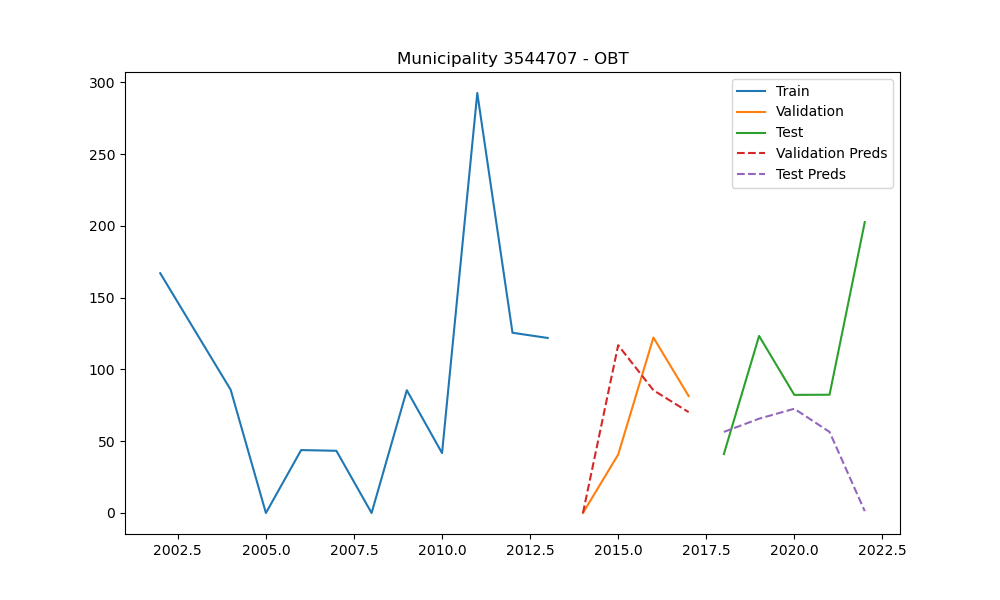 Municipality 3544707 - OBT
300
250
200
150
100
50
0
2002.5 2005.0 2007.5 2010.0 2012.5 2015.0 2017.5 2020.0 2022.5
Train
Validation
Test
Validation Preds
Test Preds